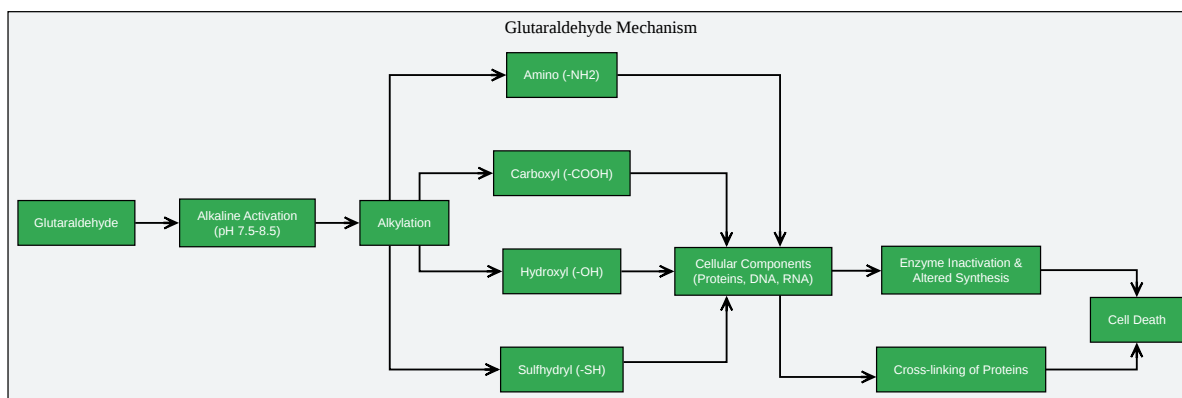 Glutaraldehyde Mechanism
Amino (-NH2)
Carboxyl (-COOH)
Glutaraldehyde
Alkaline Activation
(pH 7.5-8.5)
Alkylation
Hydroxyl (-OH)
Cellular Components
(Proteins, DNA, RNA)
Enzyme Inactivation &
Altered Synthesis
Cell Death
Sulfhydryl (-SH)
Cross-linking of Proteins